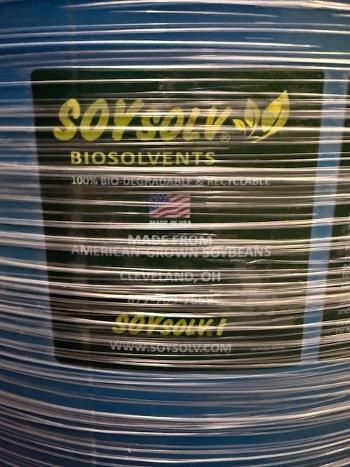 SOYSOLV®
BIOSOLVENTS
100% BIO-DEGRADABLE & RECYCLABLE
MADE IN USA
MADE FROM
AMERICAN GROWN SOYBEANS
CLEVELAND, OH
SOYSOLV.1
WWW.SOYSOLV.COM